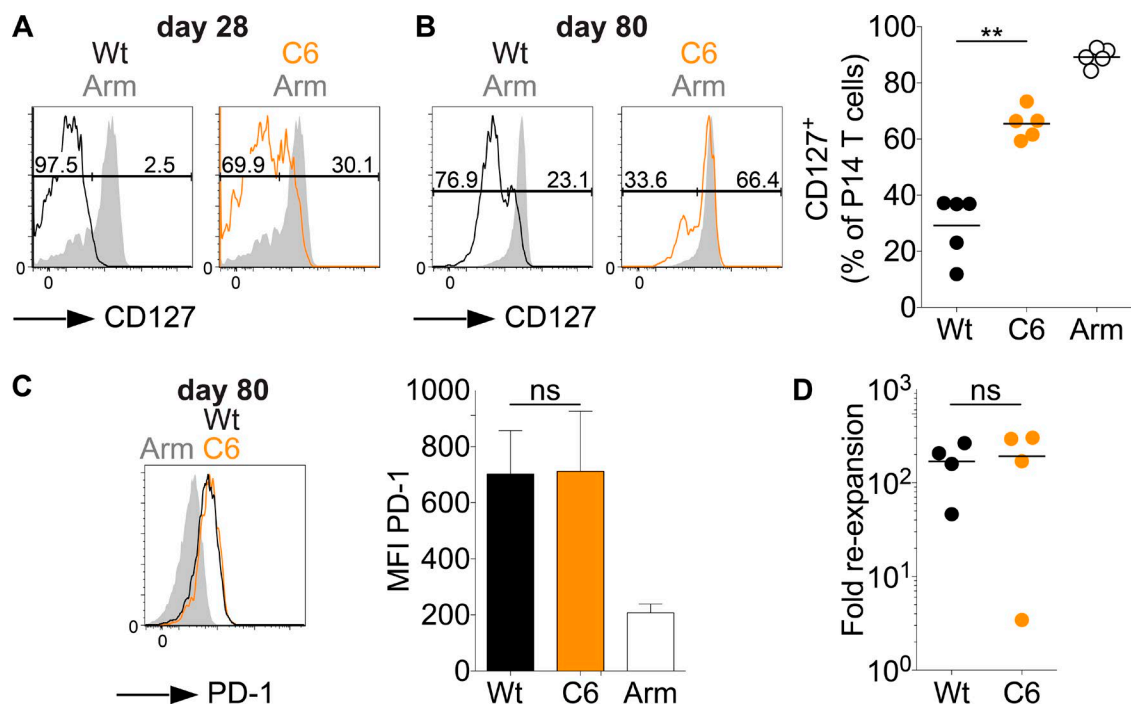 A day 28
Wt
Arm
97.5 2.5
0
0
CD127
C6
Arm
69.9 30.1
0
0
B day 80
Wt
Arm
76.9 23.1
0
0
CD127
C6
Arm
33.6 66.4
0
0
CD127+
(% of P14 T cells)
100
80
60
40
20
0
**
Wt C6 Arm
C day 80
Wt
Arm C6
0
0
PD-1
MFI PD-1
1000
800
600
400
200
0
ns
Wt C6 Arm
D
Fold re-expansion
10³
10²
10¹
10⁰
ns
Wt C6